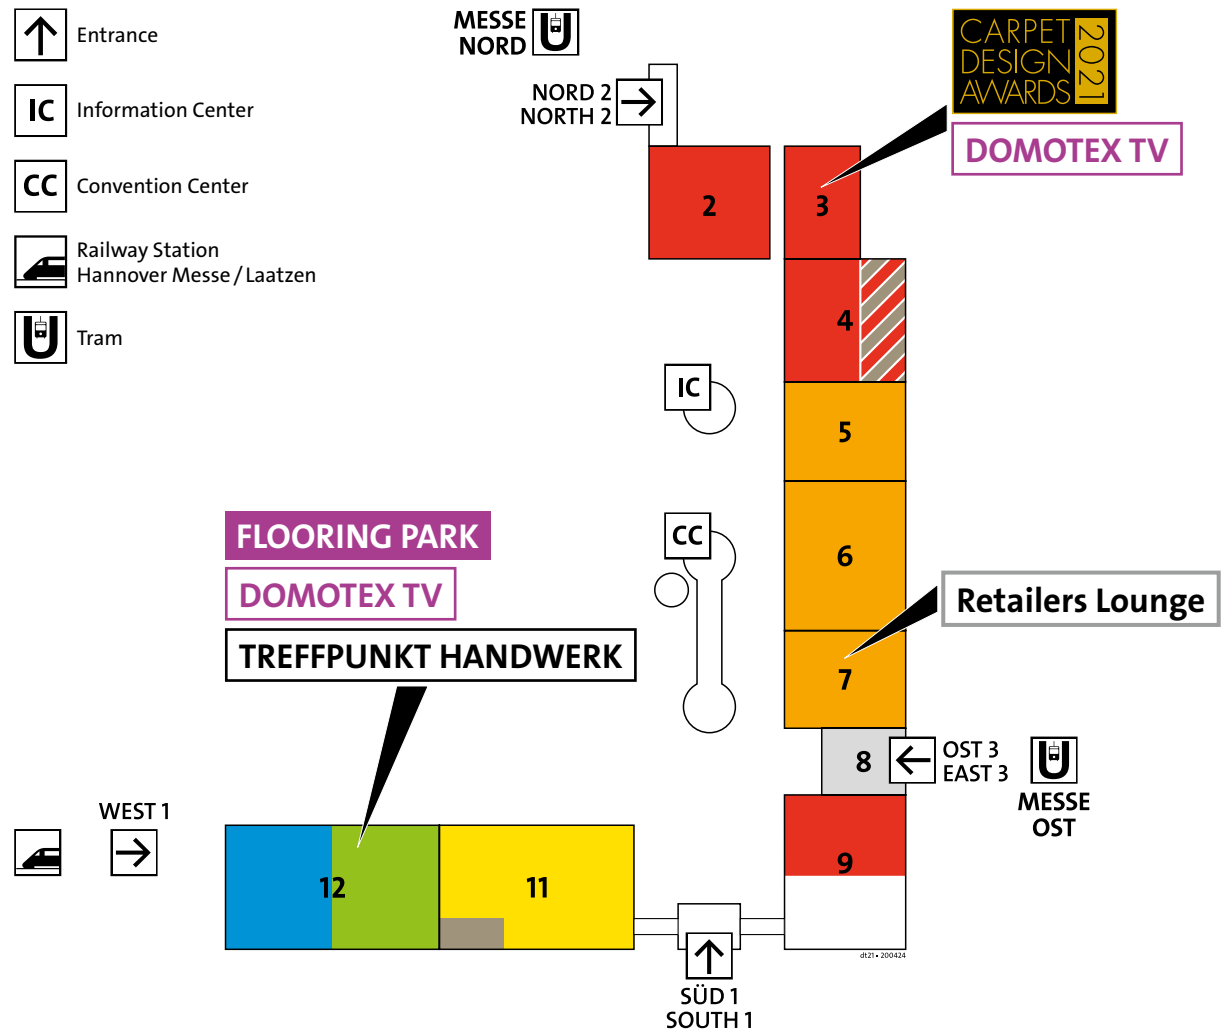 Entrance
IC
Information Center
CC
Convention Center
Railway Station
Hannover Messe / Laatzen
U
Tram
MESSE
NORD
U
NORD 2
NORTH 2
CARPET
DESIGN
AWARDS
2021
DOMOTEX TV
2
3
4
IC
5
CC
6
FLOORING PARK
DOMOTEX TV
TREFFPUNKT HANDWERK
Retailers Lounge
7
8
OST 3
EAST 3
U
MESSE
OST
WEST 1
12
11
9
dt21 • 200424
SÜD 1
SOUTH 1